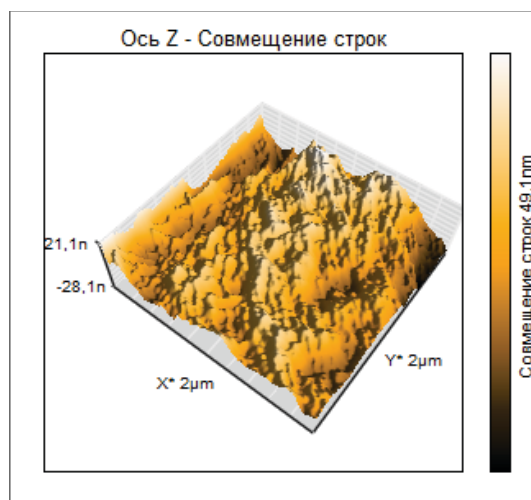 Ось Z - Совмещение строк
21,1n
-28,1n
X* 2µm
Y* 2µm
Совмещение строк 49.1nm